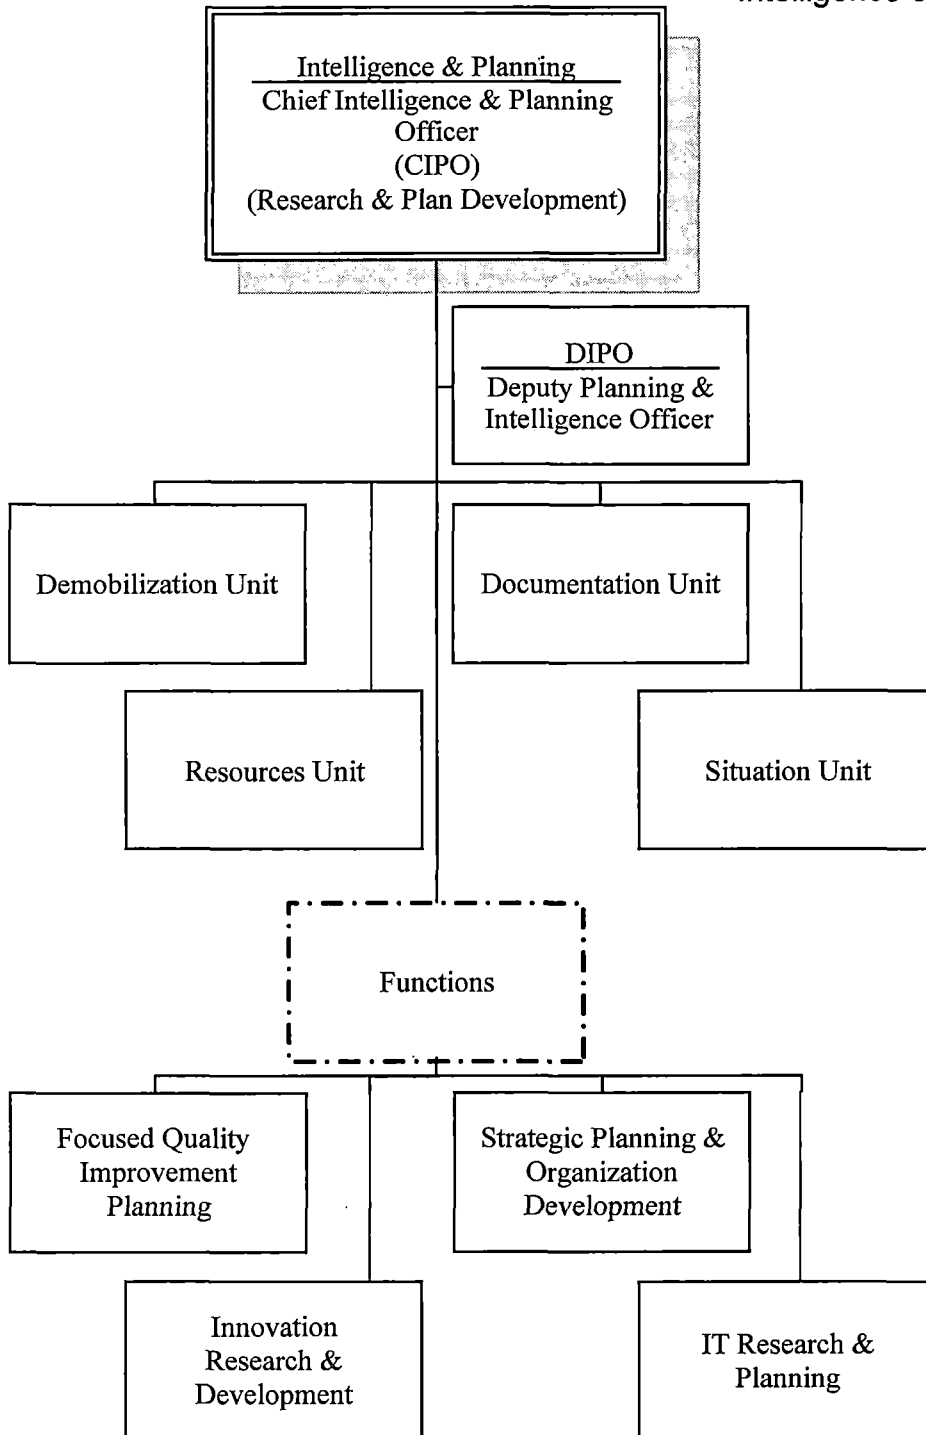 Intelligence & Planning
Chief Intelligence & Planning
Officer
(CIPO)
(Research & Plan Development)
DIPO
Deputy Planning &
Intelligence Officer
Demobilization Unit
Documentation Unit
Resources Unit
Situation Unit
Functions
Focused Quality
Improvement
Planning
Strategic Planning &
Organization
Development
Innovation
Research &
Development
IT Research &
Planning